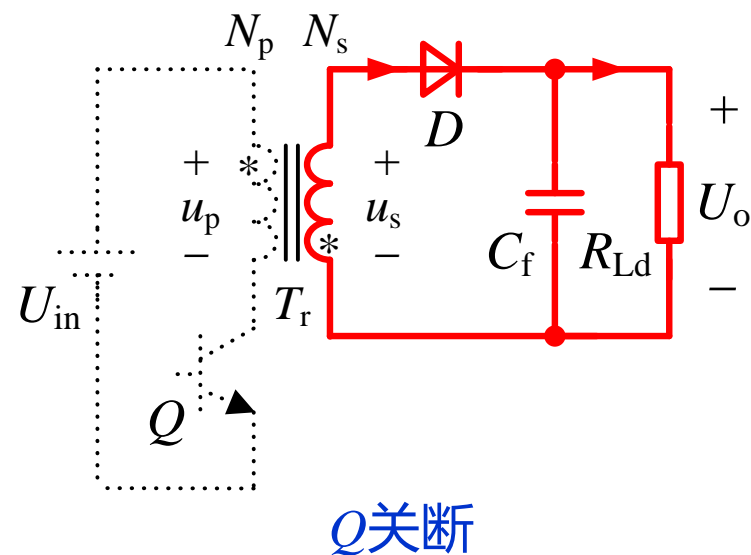 Np Ns
+ * + D +
up us Uo
− * − Cf RLd −
Uin Tr
Q
Q关断